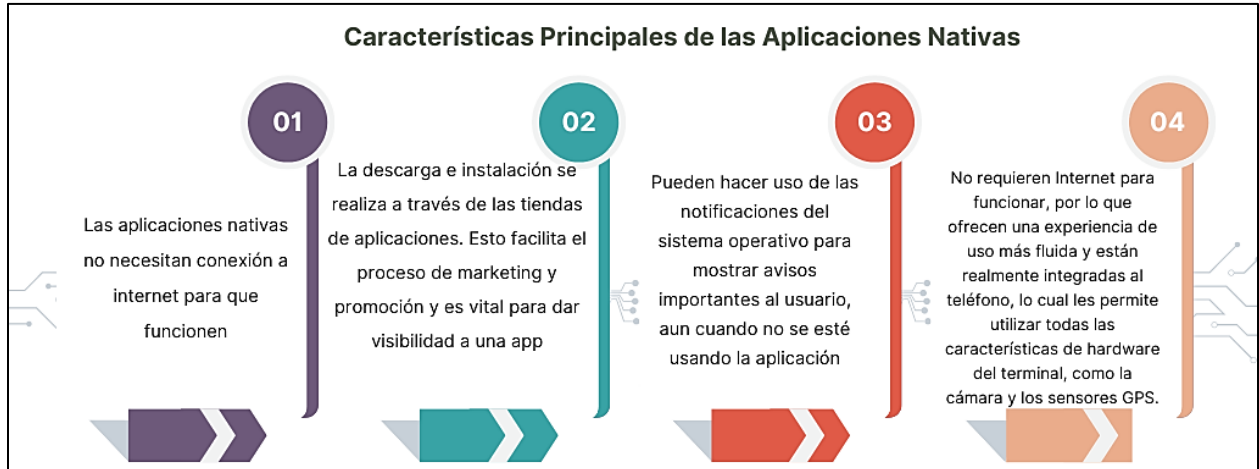 Características Principales de las Aplicaciones Nativas
01
Las aplicaciones nativas
no necesitan conexión a
internet para que
funcionen
02
La descarga e instalación se
realiza a través de las tiendas
de aplicaciones. Esto facilita el
proceso de marketing y
promoción y es vital para dar
visibilidad a una app
03
Pueden hacer uso de las
notificaciones del
sistema operativo para
mostrar avisos
importantes al usuario,
aun cuando no se esté
usando la aplicación
04
No requieren Internet para
funcionar, por lo que
ofrecen una experiencia de
uso más fluida y están
realmente integradas al
teléfono, lo cual les permite
utilizar todas las
características de hardware
del terminal, como la
cámara y los sensores GPS.